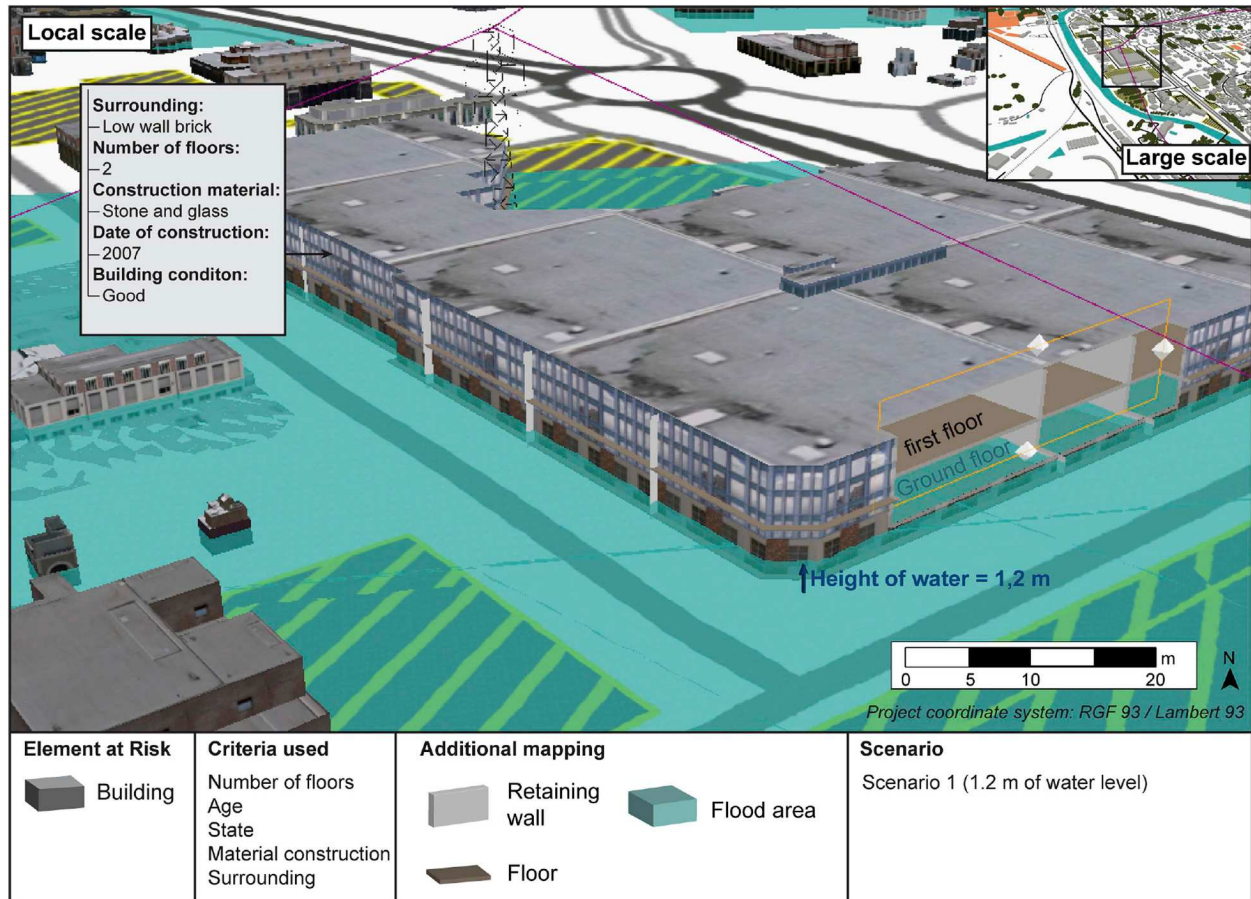 Local scale
Surrounding:
Low wall brick
Number of floors:
2
Construction material:
Stone and glass
Date of construction:
2007
Building conditon:
Good
Large scale
first floor
Ground floor
Height of water = 1,2 m
m
0 5 10 20
N
Project coordinate system: RGF 93 / Lambert 93
Element at Risk
Building
Criteria used
Number of floors
Age
State
Material construction
Surrounding
Additional mapping
Retaining
wall
Flood area
Floor
Scenario
Scenario 1 (1.2 m of water level)